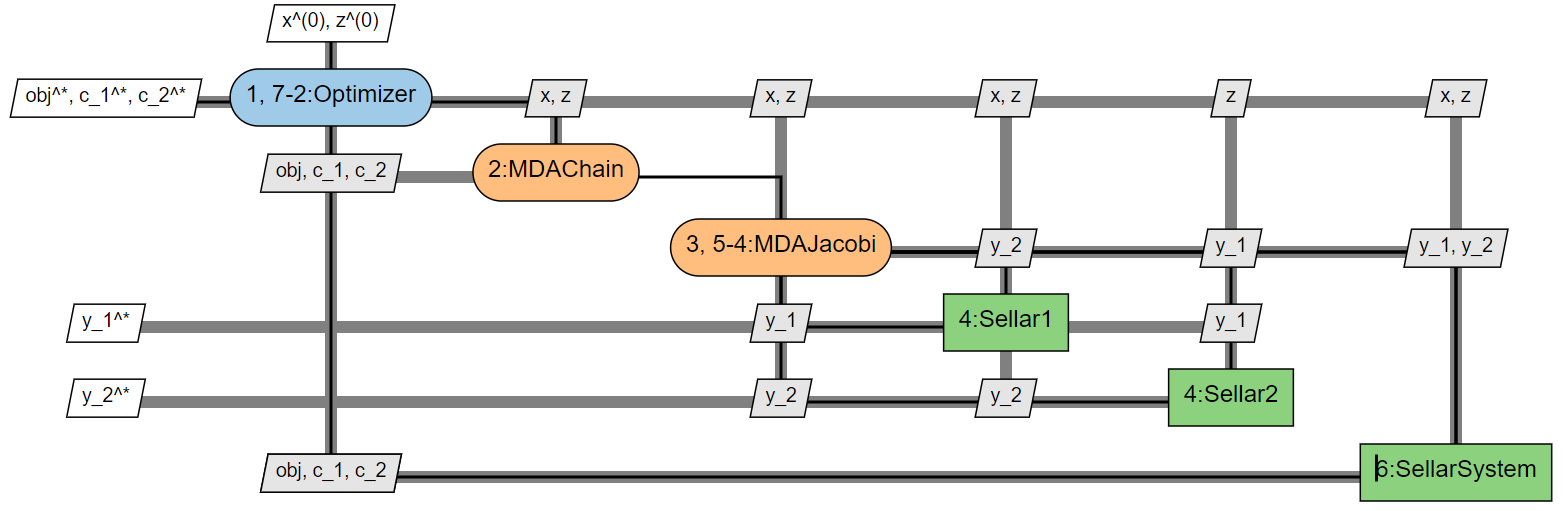 x^(0), z^(0)
obj^*, c_1^*, c_2^*
1, 7-2:Optimizer
x, z
x, z
x, z
z
x, z
obj, c_1, c_2
2:MDAChain
3, 5-4:MDAJacobi
y_2
y_1
y_1, y_2
y_1^*
y_1
4:Sellar1
y_1
y_2^*
y_2
y_2
4:Sellar2
obj, c_1, c_2
6:SellarSystem